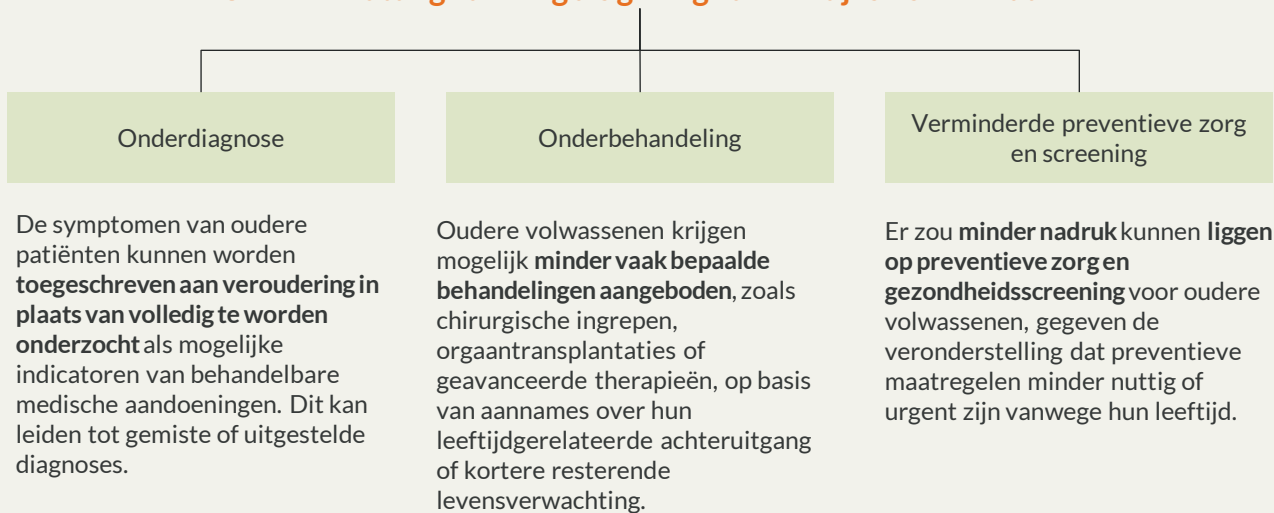 Onderdiagnose
De symptomen van oudere
patiënten kunnen worden
toegeschreven aan veroudering in
plaats van volledig te worden
onderzocht als mogelijke
indicatoren van behandelbare
medische aandoeningen. Dit kan
leiden tot gemiste of uitgestelde
diagnoses.
Onderbehandeling
Oudere volwassenen krijgen
mogelijk minder vaak bepaalde
behandelingen aangeboden, zoals
chirurgische ingrepen,
orgaantransplantaties of
geavanceerde therapieën, op basis
van aannames over hun
leeftijdgerelateerde achteruitgang
of kortere resterende
levensverwachting.
Verminderde preventieve zorg
en screening
Er zou minder nadruk kunnen liggen
op preventieve zorg en
gezondheidsscreening voor oudere
volwassenen, gegeven de
veronderstelling dat preventieve
maatregelen minder nuttig of
urgent zijn vanwege hun leeftijd.